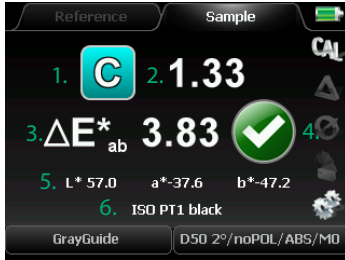 Reference Sample
CAL
1. C 2. 1.33
3. ΔE*ab 3.83 4.
5. L* 57.0 a*-37.6 b*-47.2
6. ISO PT1 black
GrayGuide D50 2°/noPOL/ABS/M0